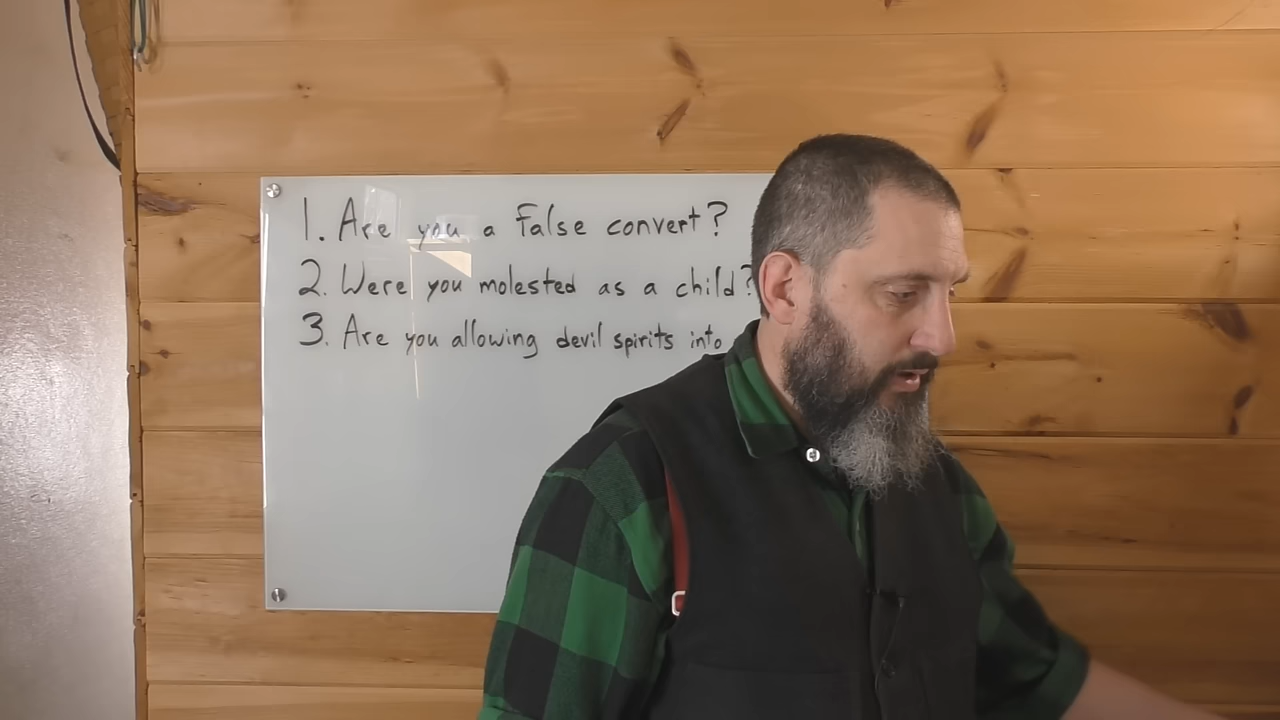 1. Are you a False convert?
2. Were you molested as a child?
3. Are you allowing devil spirits into